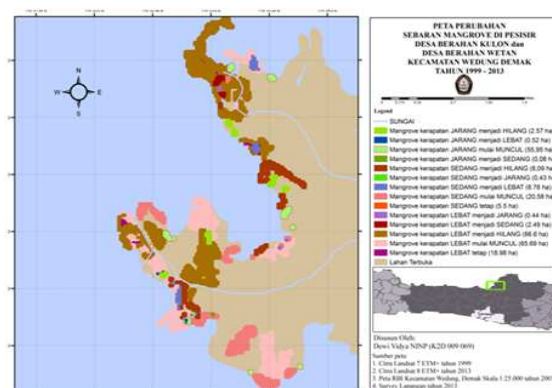 PETA PERUBAHAN
SEBARAN MANGROVE DI PESISIR
DESA BERAHAN KULON dan
DESA BERAHAN WETAN
KECAMATAN WEDUNG DEMAK
TAHUN 1999 - 2013
N
W E
S
Legend
SUNGAI
Mangrove kerapatan JARANG menjadi HILANG (2.57 ha)
Mangrove kerapatan JARANG menjadi LEBAT (0.52 ha)
Mangrove kerapatan JARANG mulai MUNCUL (55,95 ha)
Mangrove kerapatan JARANG menjadi SEDANG (0.08 ha)
Mangrove kerapatan SEDANG menjadi HILANG (8,09 ha)
Mangrove kerapatan SEDANG menjadi JARANG (0.43 ha)
Mangrove kerapatan SEDANG menjadi LEBAT (8.78 ha)
Mangrove kerapatan SEDANG mulai MUNCUL (20,58 ha)
Mangrove kerapatan SEDANG tetap (5.5 ha)
Mangrove kerapatan LEBAT menjadi JARANG (0.44 ha)
Mangrove kerapatan LEBAT menjadi SEDANG (2.49 ha)
Mangrove kerapatan LEBAT menjadi HILANG (66.6 ha)
Mangrove kerapatan LEBAT mulai MUNCUL (65.69 ha)
Mangrove kerapatan LEBAT tetap (18.98 ha)
Lahan Terbuka
Disusun Oleh:
Dewi Vidya NINP (K2D 009 069)
Sumber peta:
1. Citra Landsat 7 ETM+ tahun 1999
2. Citra Landsat 8 ETM+ tahun 2013
3. Peta RBI Kecamatan Wedung, Demak Skala 1:25 000 tahun
4. Survey Lapangan tahun 2013